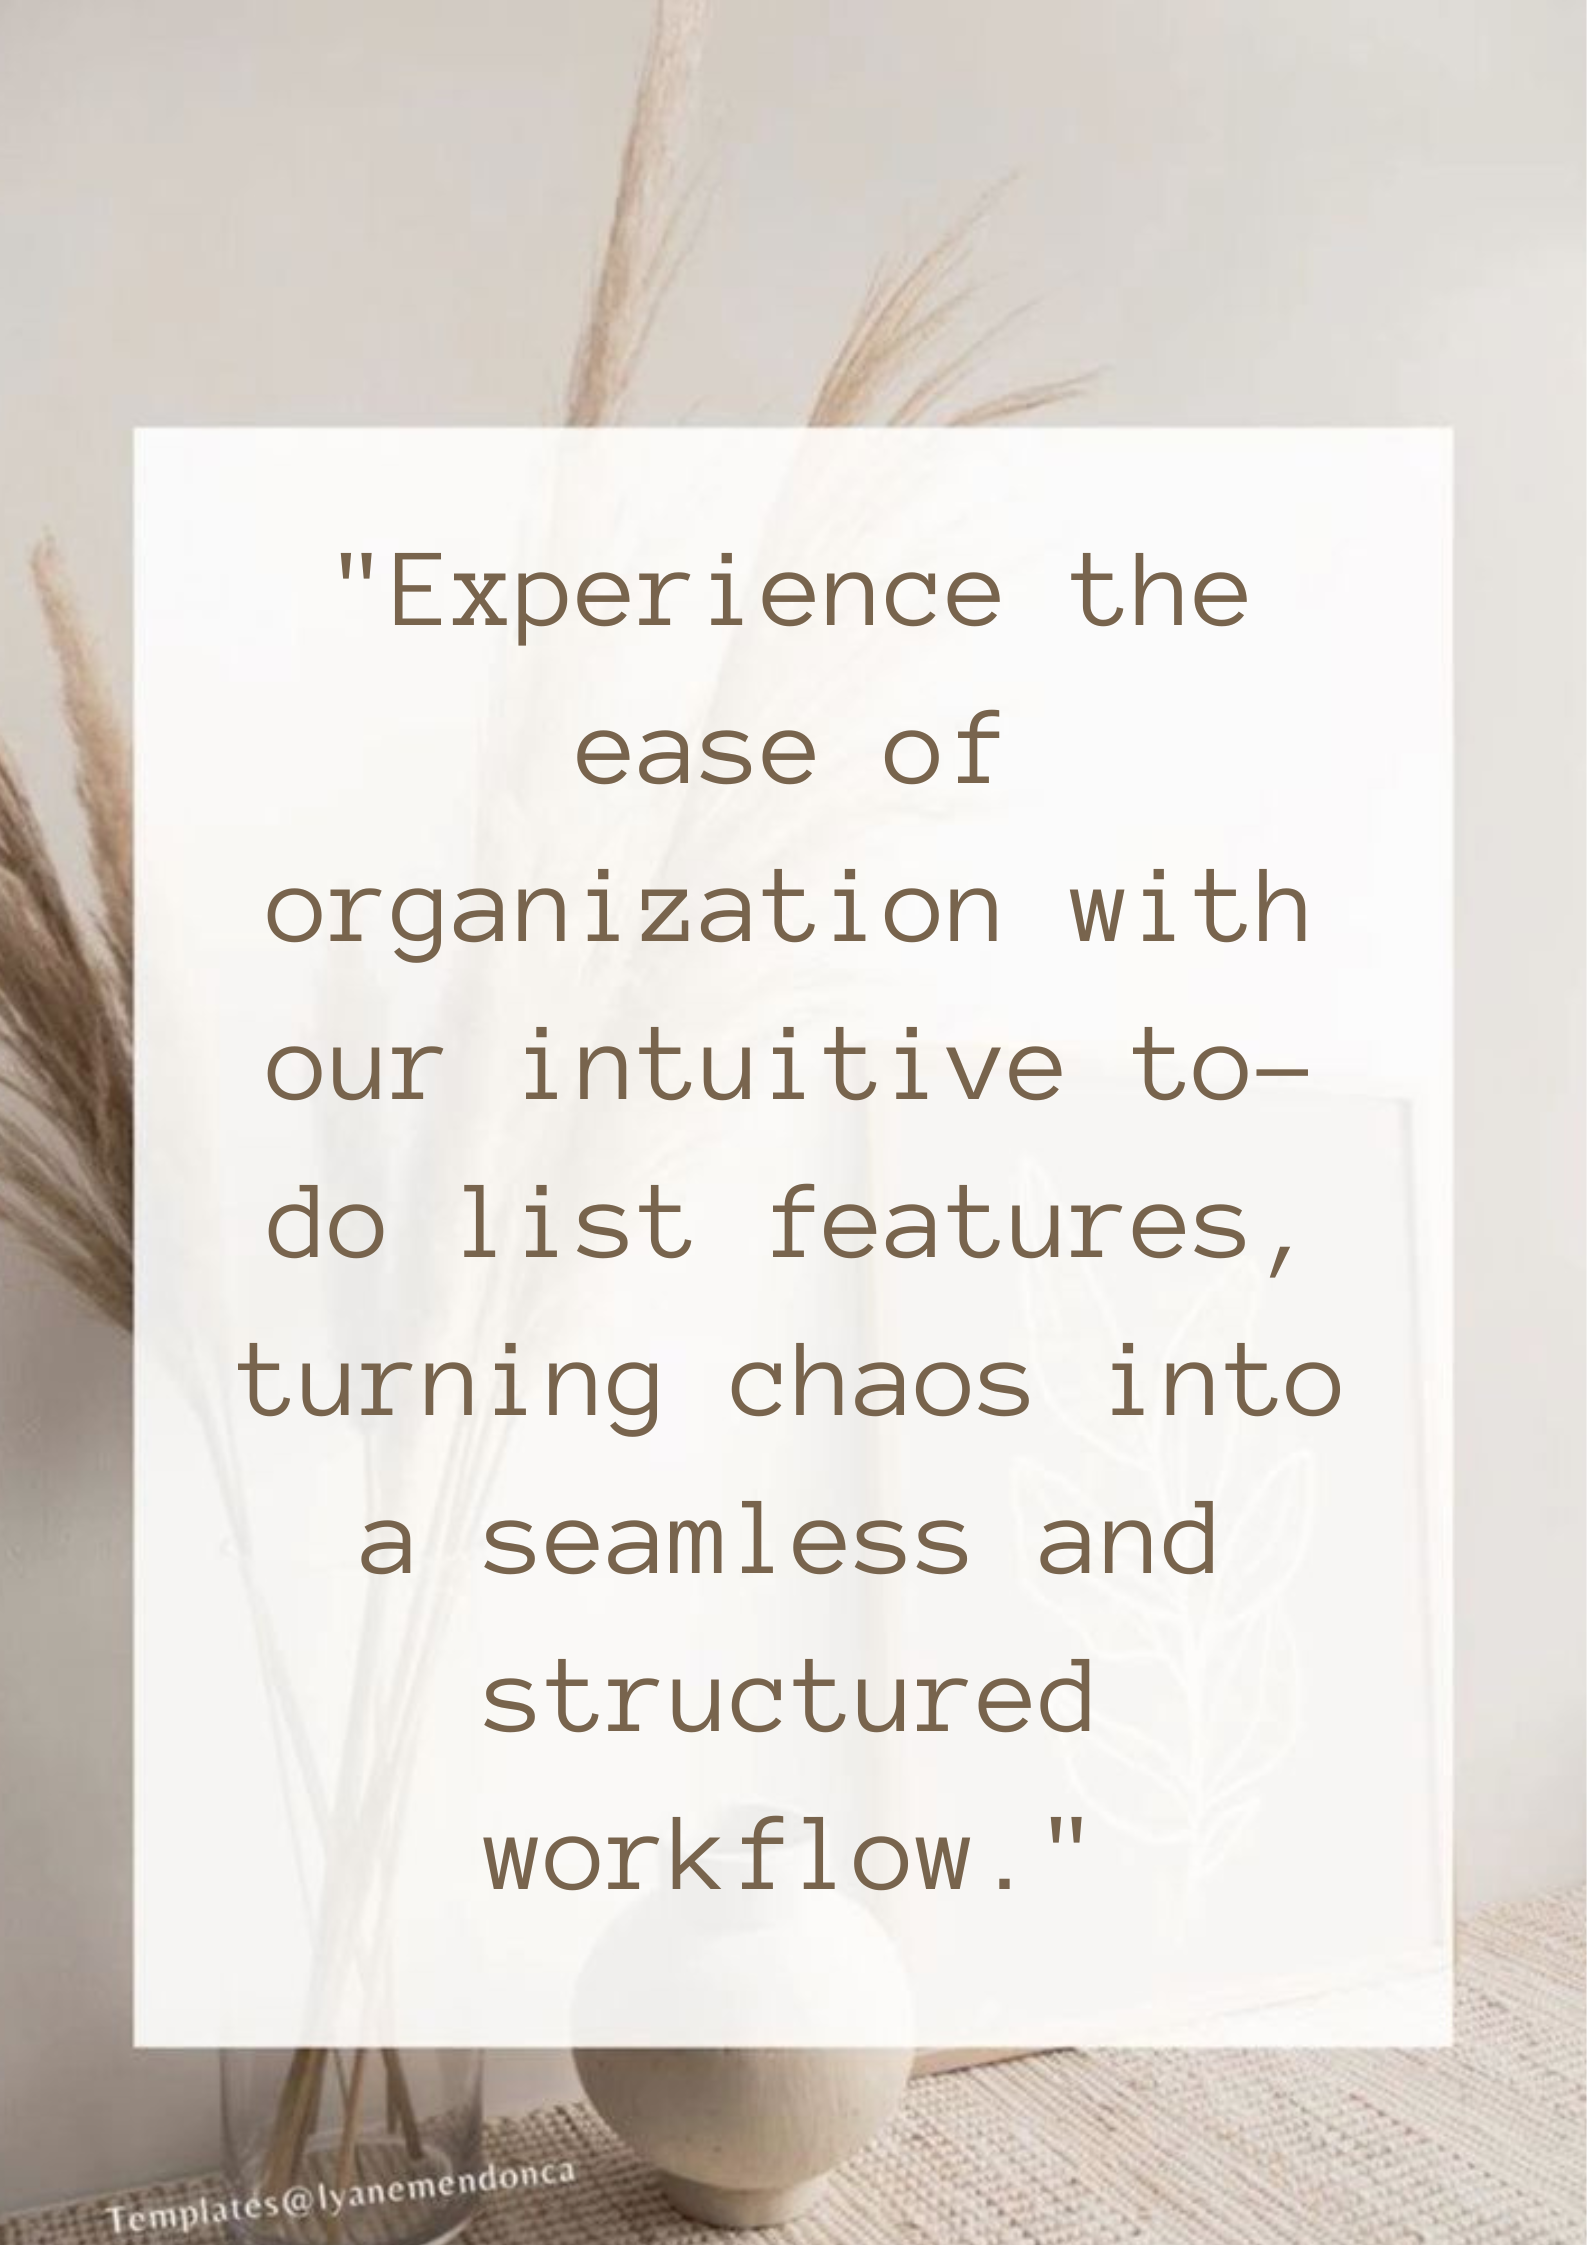 "Experience the
ease of
organization with
our intuitive to-
do list features,
turning chaos into
a seamless and
structured
workflow."
Templates@lyanemendonca